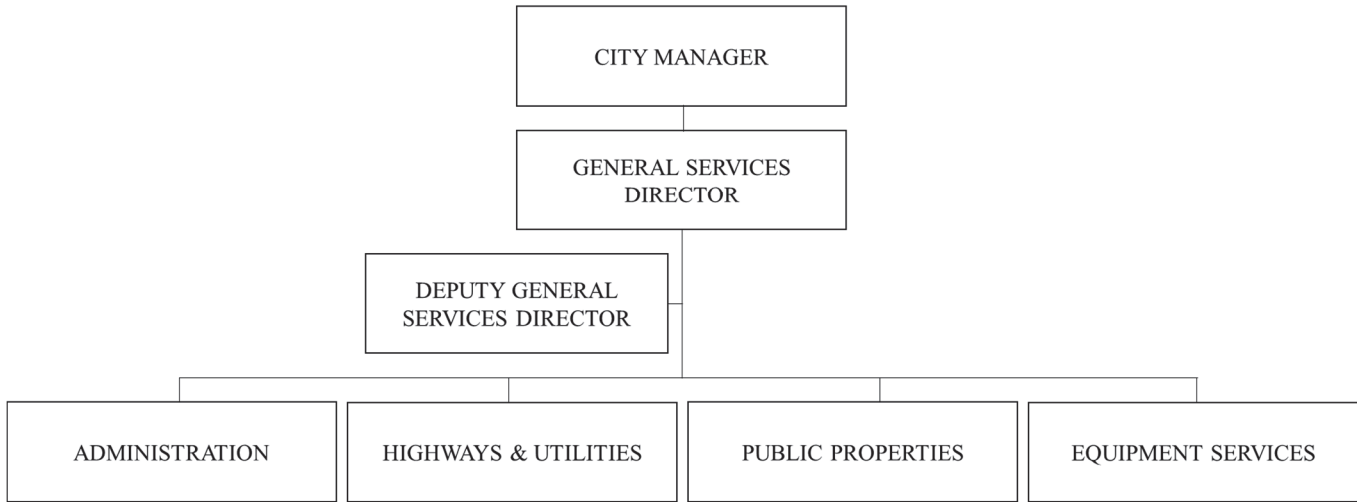 CITY MANAGER
GENERAL SERVICES
DIRECTOR
DEPUTY GENERAL
SERVICES DIRECTOR
ADMINISTRATION
HIGHWAYS & UTILITIES
PUBLIC PROPERTIES
EQUIPMENT SERVICES